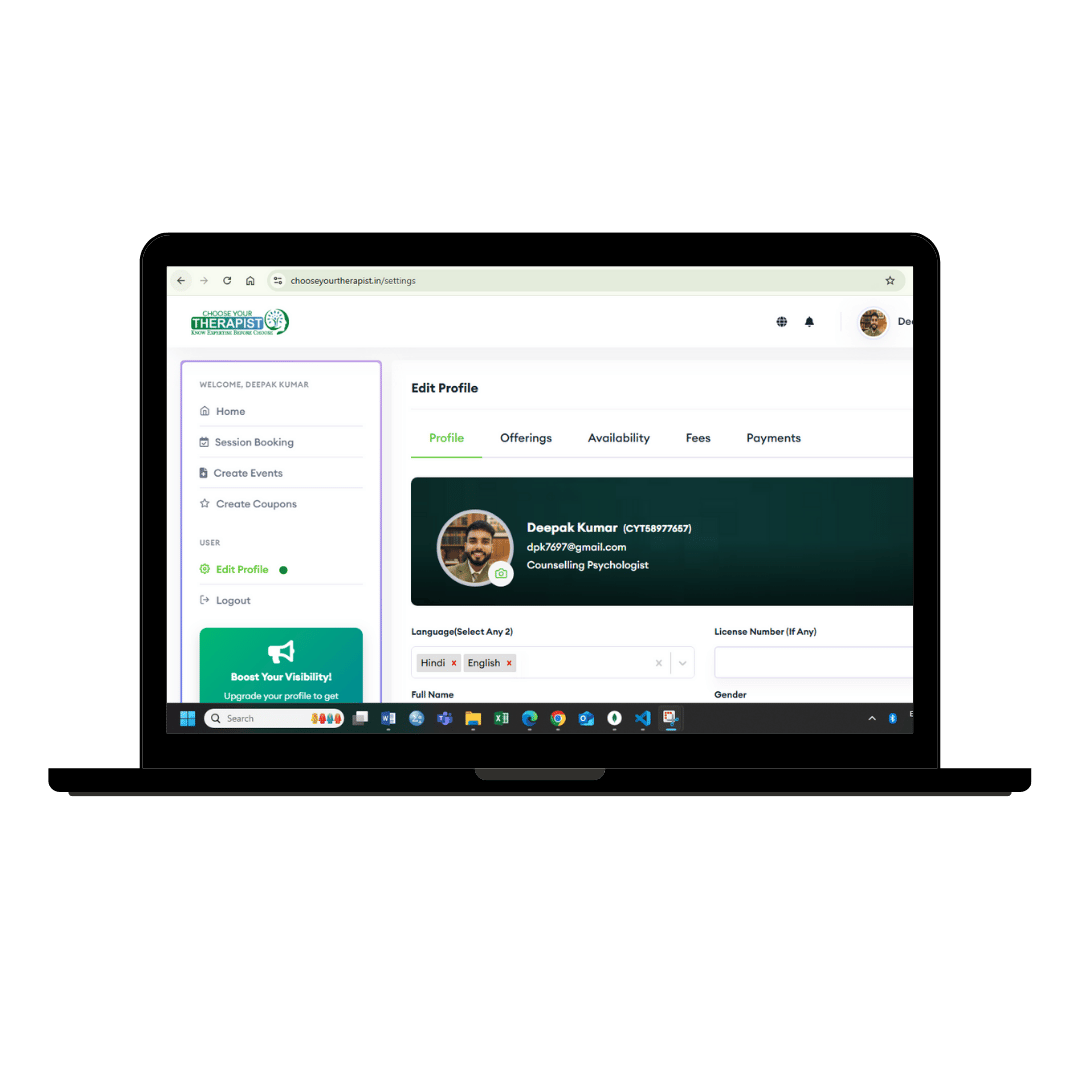 chooseyourtherapist.in/settings
CHOOSE YOUR
THERAPIST
KNOW EXPERTISE BEFORE CHOOSE
WELCOME, DEEPAK KUMAR
Home
Session Booking
Create Events
Create Coupons
USER
Edit Profile
Logout
Boost Your Visibility!
Upgrade your profile to get
Edit Profile
Profile Offerings Availability Fees Payments
Deepak Kumar (CYT58977657)
dpk7697@gmail.com
Counselling Psychologist
Language(Select Any 2)
Hindi x English x
License Number (If Any)
Full Name
Gender
Search